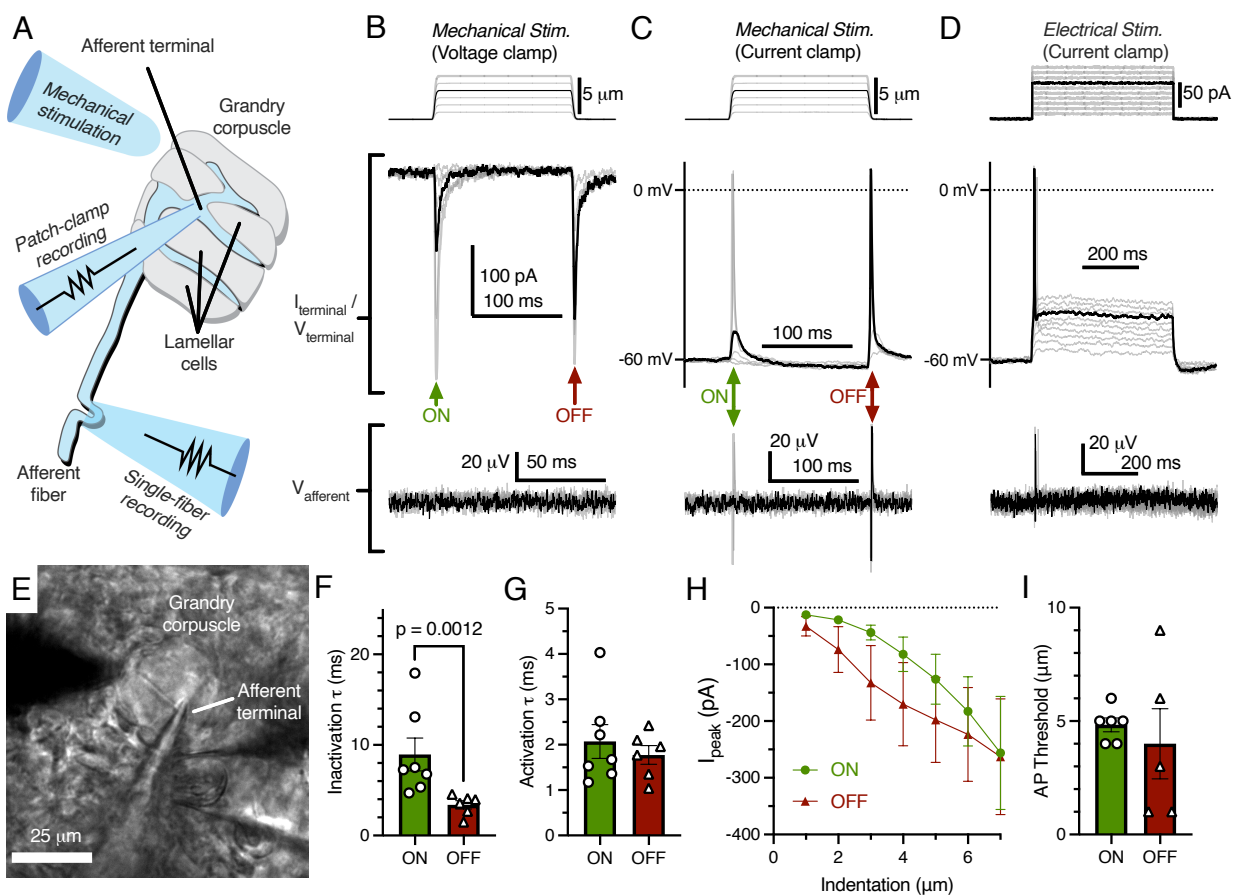 A
Afferent terminal
Mechanical
stimulation
Grandry
corpuscle
Patch-clamp
recording
Lamellar
cells
Afferent
fiber
Single-fiber
recording
B
Mechanical Stim.
(Voltage clamp)
5 μm
I terminal /
V terminal
100 pA
100 ms
ON
OFF
V afferent
20 μV
50 ms
C
Mechanical Stim.
(Current clamp)
5 μm
0 mV
100 ms
-60 mV
ON
OFF
20 μV
100 ms
D
Electrical Stim.
(Current clamp)
50 pA
0 mV
200 ms
-60 mV
20 μV
200 ms
E
Grandry
corpuscle
Afferent
terminal
25 μm
F
p = 0.0012
Inactivation τ (ms)
30
20
10
0
ON
OFF
G
Activation τ (ms)
5
4
3
2
1
0
ON
OFF
H
I peak (pA)
0
-100
-200
-300
-400
ON
OFF
0
2
4
6
Indentation (μm)
I
AP Threshold (μm)
10
5
0
ON
OFF